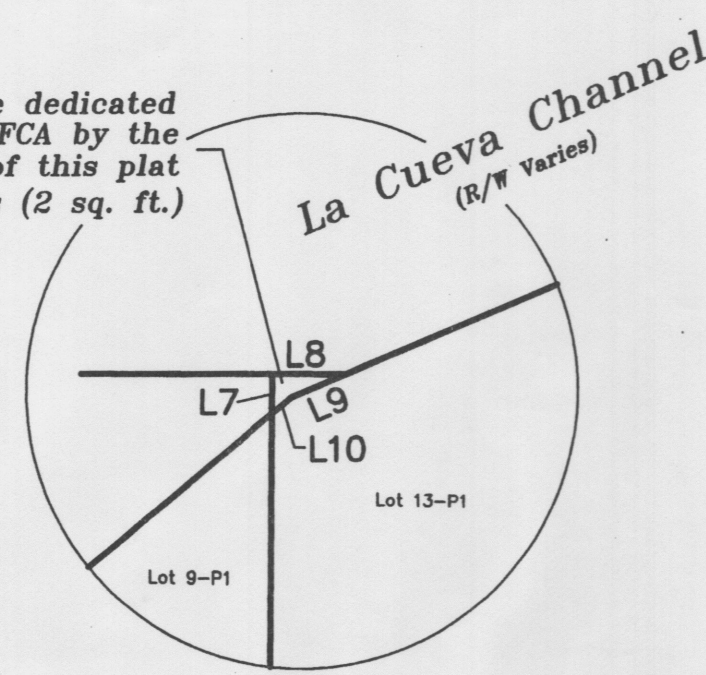 dedicated
FCA by the
of this plat
(2 sq. ft.)
La Cueva Channel
(R/W Varies)
L8
L7
L9
L10
Lot 13-P1
Lot 9-P1